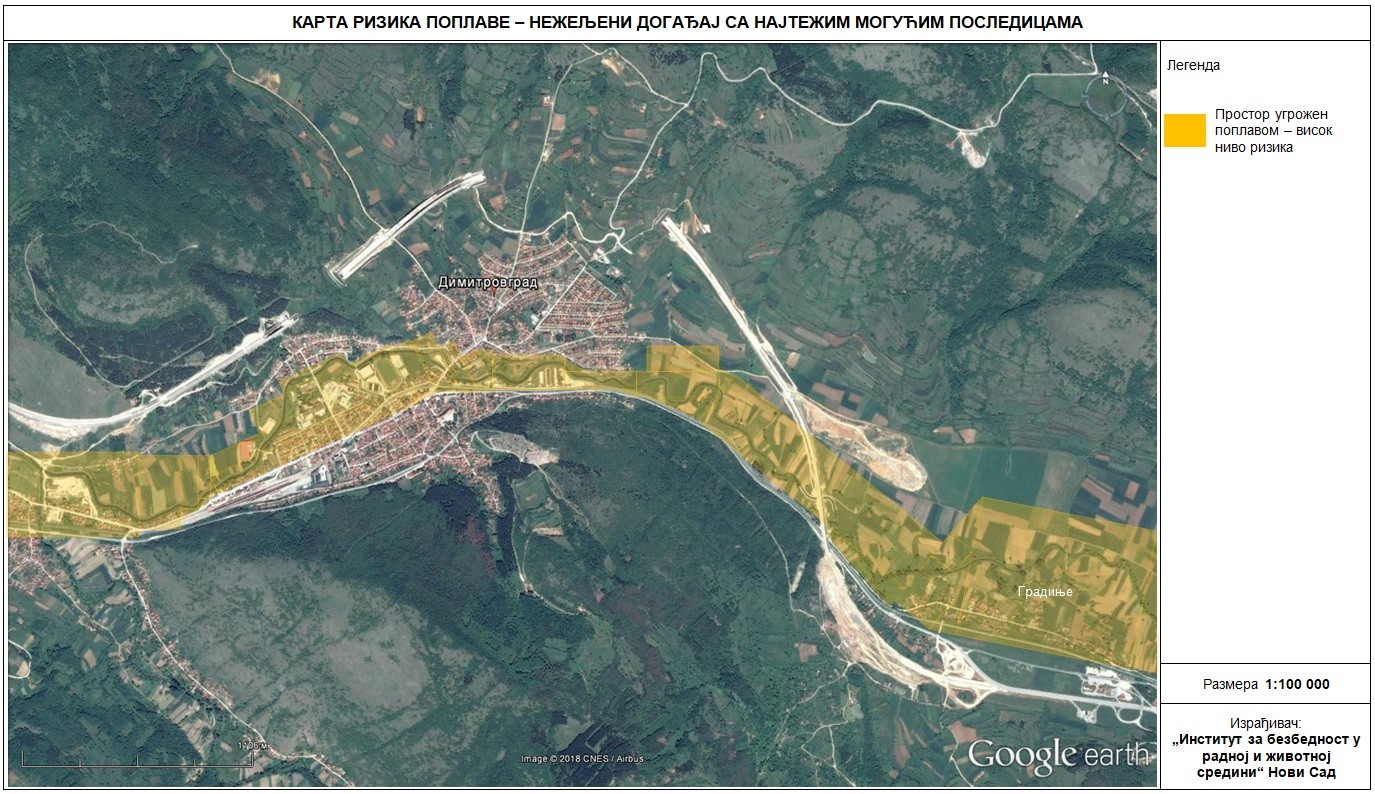 КАРТА РИЗИКА ПОПЛАВЕ – НЕЖЕЉЕНИ ДОГАЂАЈ СА НАЈТЕЖИМ МОГУЋИМ ПОСЛЕДИЦАМА
Легенда
N
Простор угрожен
поплавом – висок
ниво ризика
Димитровград
Градиње
1106 м
Image © 2018 CNES / Airbus
Google earth
Размера 1:100 000
Израђивач:
„Институт за безбедност у
радној и животној
средини“ Нови Сад